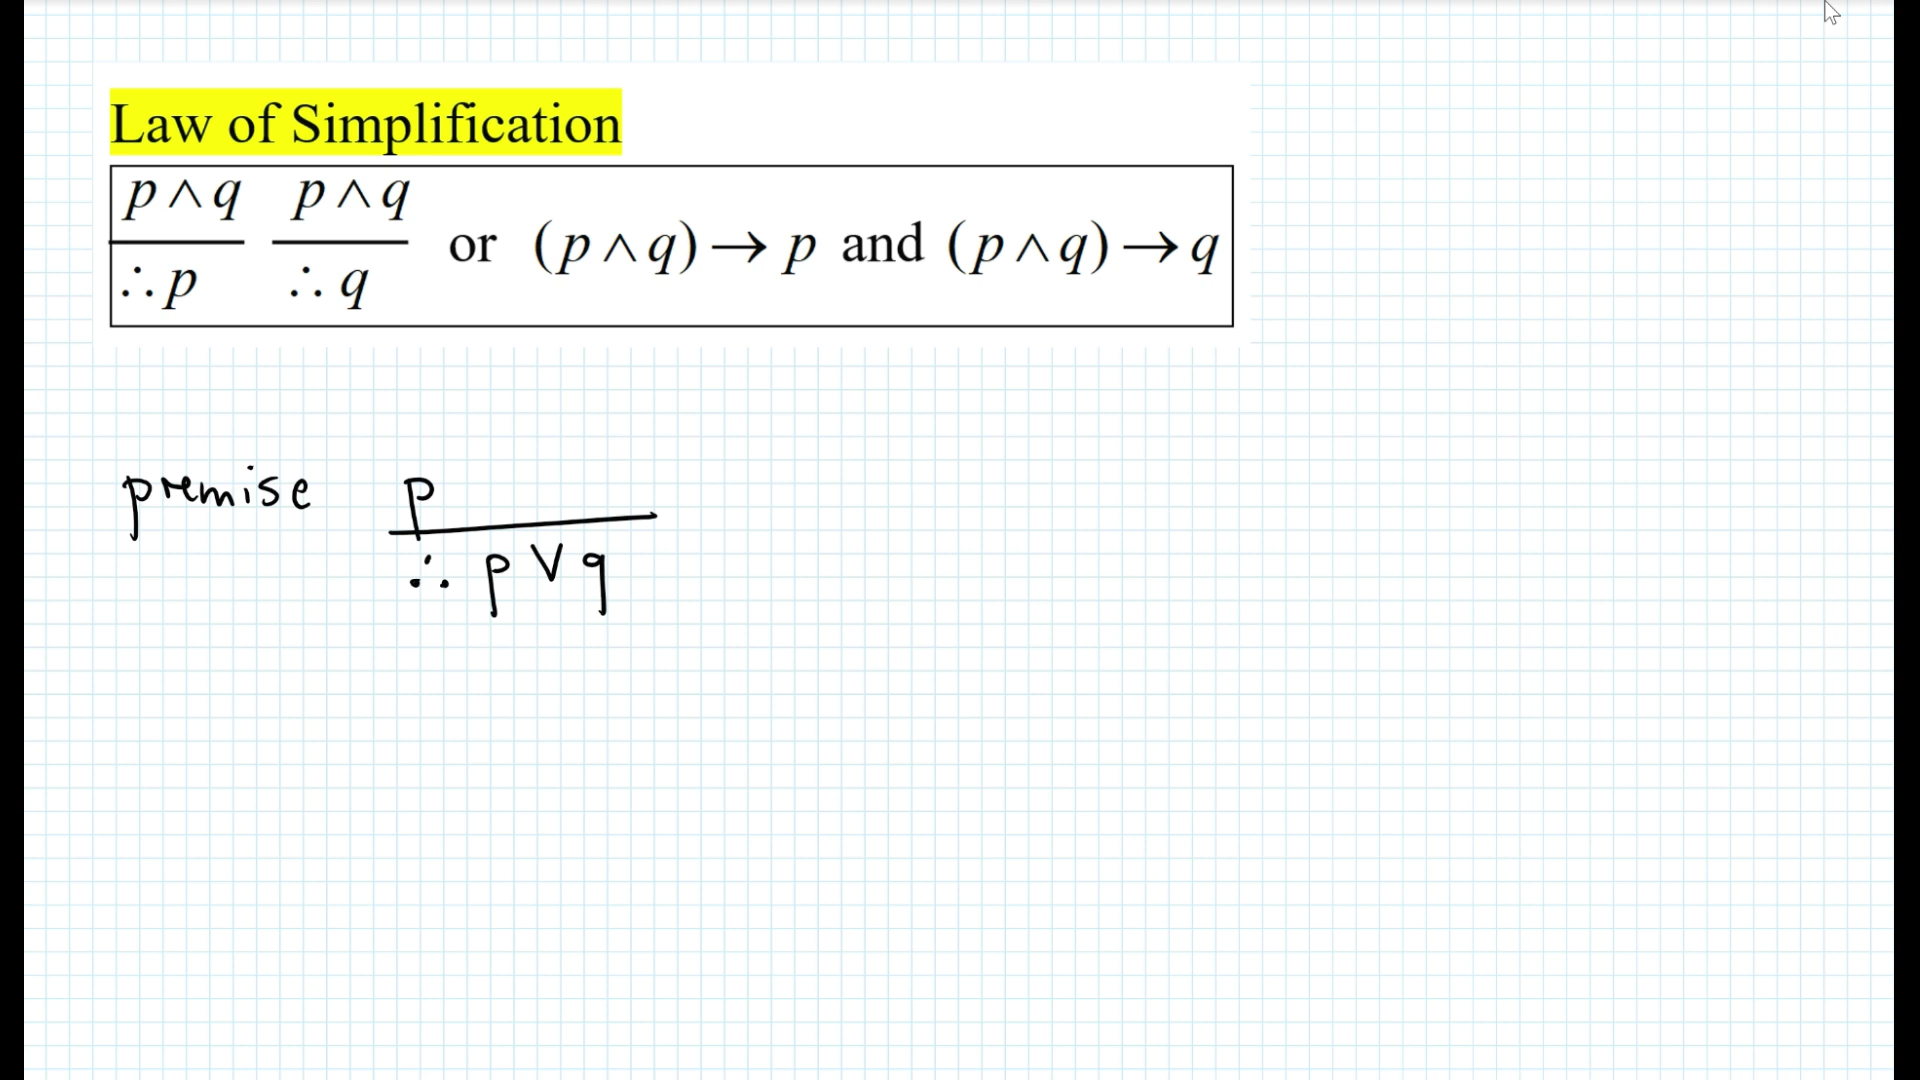 Law of Simplification
p ∧ q   p ∧ q
∴ p   ∴ q   or (p ∧ q) → p and (p ∧ q) → q
premise p
∴ p ∨ q